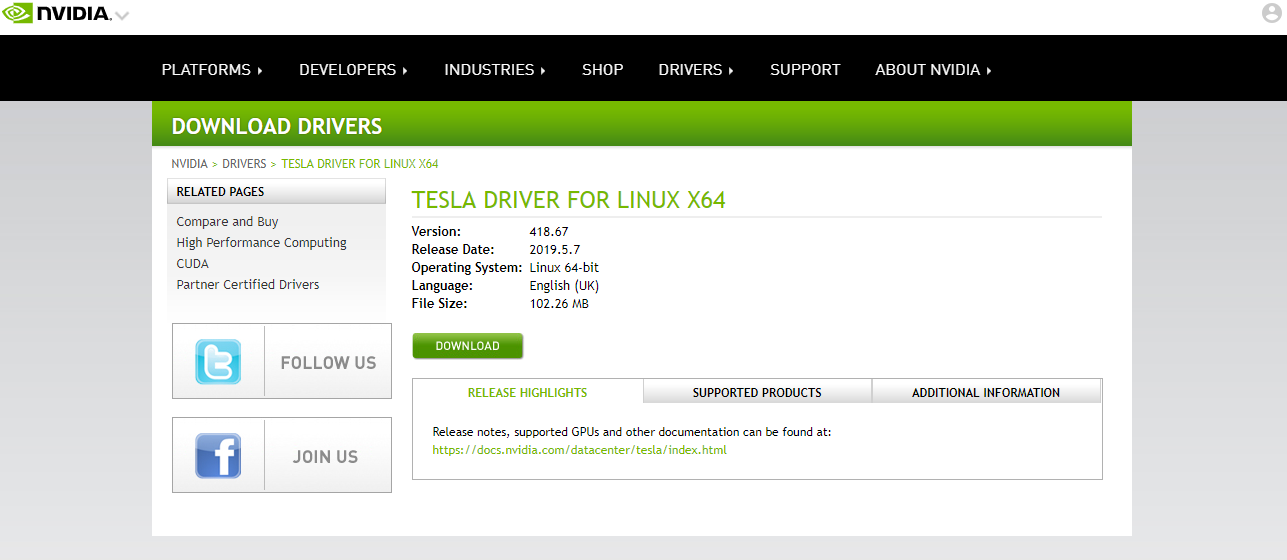 NVIDIA.
PLATFORMS DEVELOPERS INDUSTRIES SHOP DRIVERS SUPPORT ABOUT NVIDIA
DOWNLOAD DRIVERS
NVIDIA > DRIVERS > TESLA DRIVER FOR LINUX X64
RELATED PAGES
Compare and Buy
High Performance Computing
CUDA
Partner Certified Drivers
FOLLOW US
JOIN US
TESLA DRIVER FOR LINUX X64
Version: 418.67
Release Date: 2019.5.7
Operating System: Linux 64-bit
Language: English (UK)
File Size: 102.26 MB
DOWNLOAD
RELEASE HIGHLIGHTS SUPPORTED PRODUCTS ADDITIONAL INFORMATION
Release notes, supported GPUs and other documentation can be found at:
https://docs.nvidia.com/datacenter/tesla/index.html